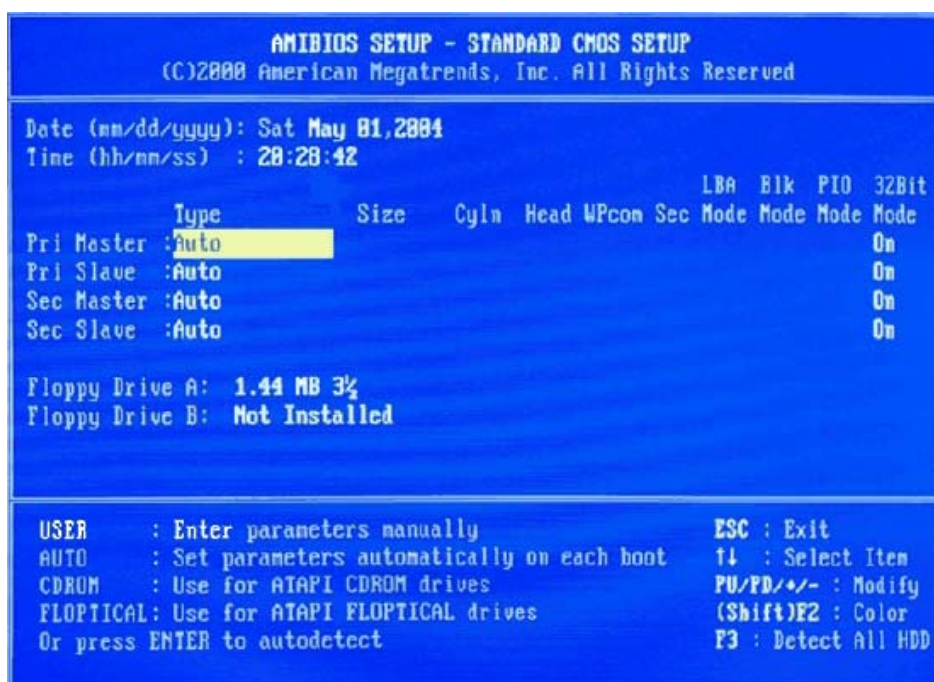 AMIBIOS SETUP - STANDARD CMOS SETUP
(C)2000 American Megatrends, Inc. All Rights Reserved
Date (mm/dd/yyyy): Sat May 01,2004
Time (hh/mm/ss) : 20:28:42
LBA Blk PIO 32Bit
Type Size Cyln Head WPcom Sec Mode Mode Mode Mode
Pri Master :Auto On
Pri Slave :Auto On
Sec Master :Auto On
Sec Slave :Auto On
Floppy Drive A: 1.44 MB 3½
Floppy Drive B: Not Installed
USER : Enter parameters manually ESC : Exit
AUTO : Set parameters automatically on each boot ↑↓ : Select Item
CDROM : Use for ATAPI CDROM drives PU/PD/+/- : Modify
FLOPTICAL: Use for ATAPI FLOPTICAL drives (Shift)F2 : Color
Or press ENTER to autodetect F3 : Detect All HDD